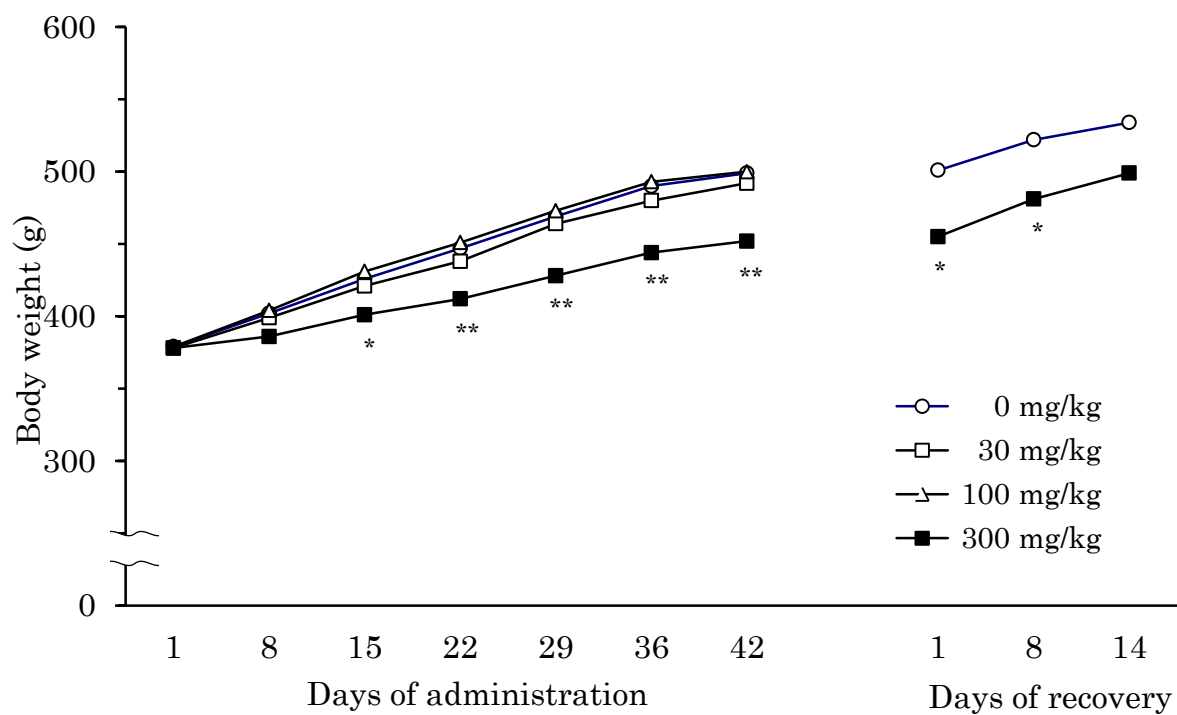 600
500
400
300
0
Body weight (g)
*
**
**
**
**
*
*
0 mg/kg
30 mg/kg
100 mg/kg
300 mg/kg
1 8 15 22 29 36 42 1 8 14
Days of administration
Days of recovery